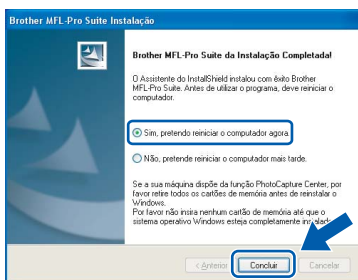 Brother MFL-Pro Suite Instalação
Brother MFL-Pro Suite da Instalação Completada!
O Assistente do InstallShield instalou com êxito Brother
MFL-Pro Suite. Antes de utilizar o programa, deve reiniciar o
computador.
Sim, pretendo reiniciar o computador agora.
Não, pretende reiniciar o computador mais tarde.
Se a sua máquina dispõe da função PhotoCapture Center, por
favor retire todos os cartões de memória antes de reinstalar o
Windows.
Por favor não insira nenhum cartão de memória até que o
sistema operativo Windows esteja completamente
< Anterior Concluir Cancelar